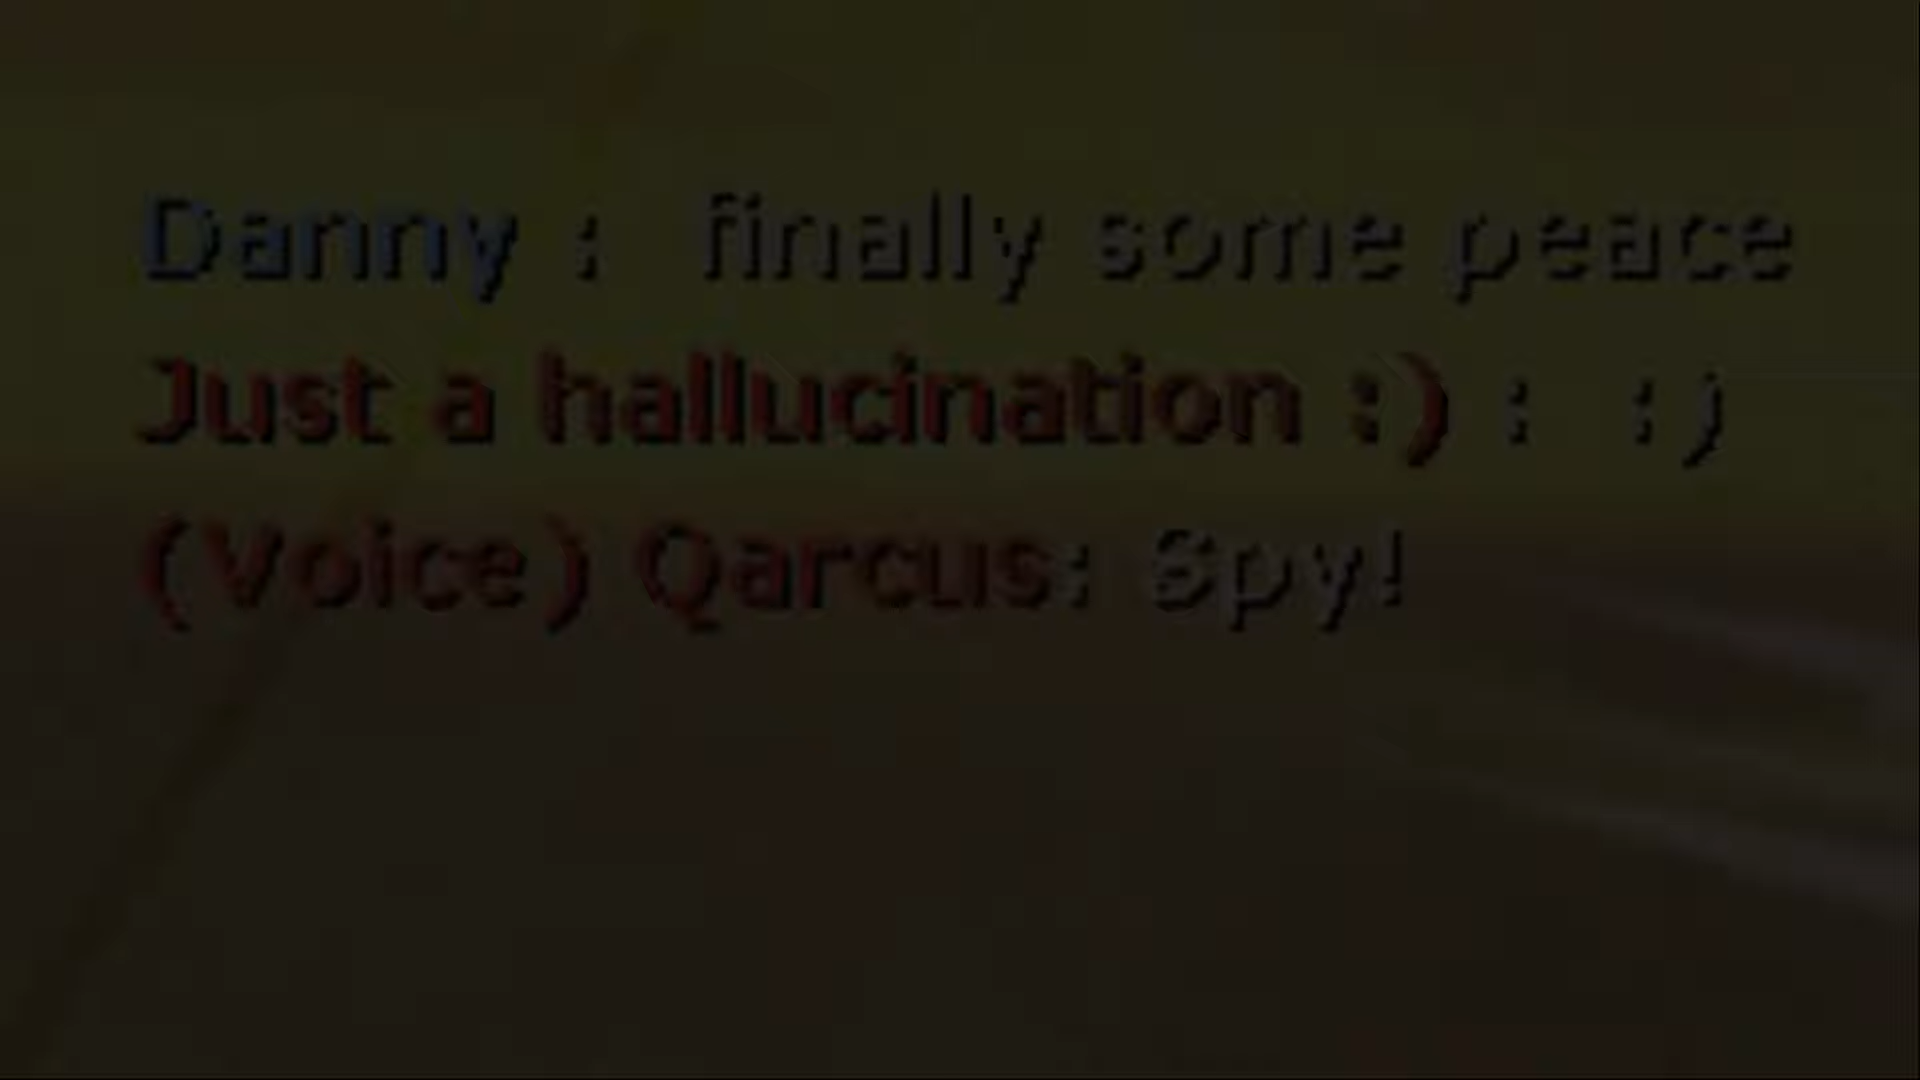 Danny :  finally some peace
Just a hallucination :) :  :)
(Voice) Qarcus: Spy!